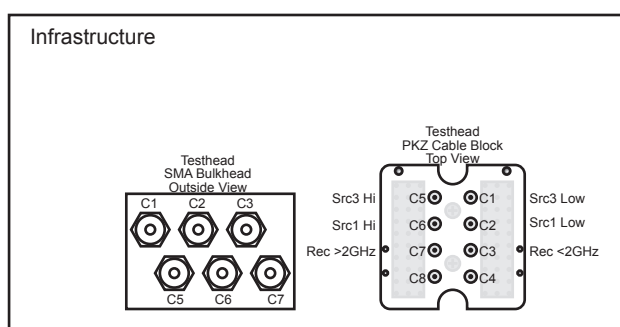 Infrastructure
Testhead
SMA Bulkhead
Outside View
C1 C2 C3
C5 C6 C7
Testhead
PKZ Cable Block
Top View
Src3 Hi C5 C1 Src3 Low
Src1 Hi C6 C2 Src1 Low
Rec >2GHz C7 C3 Rec <2GHz
C8 C4